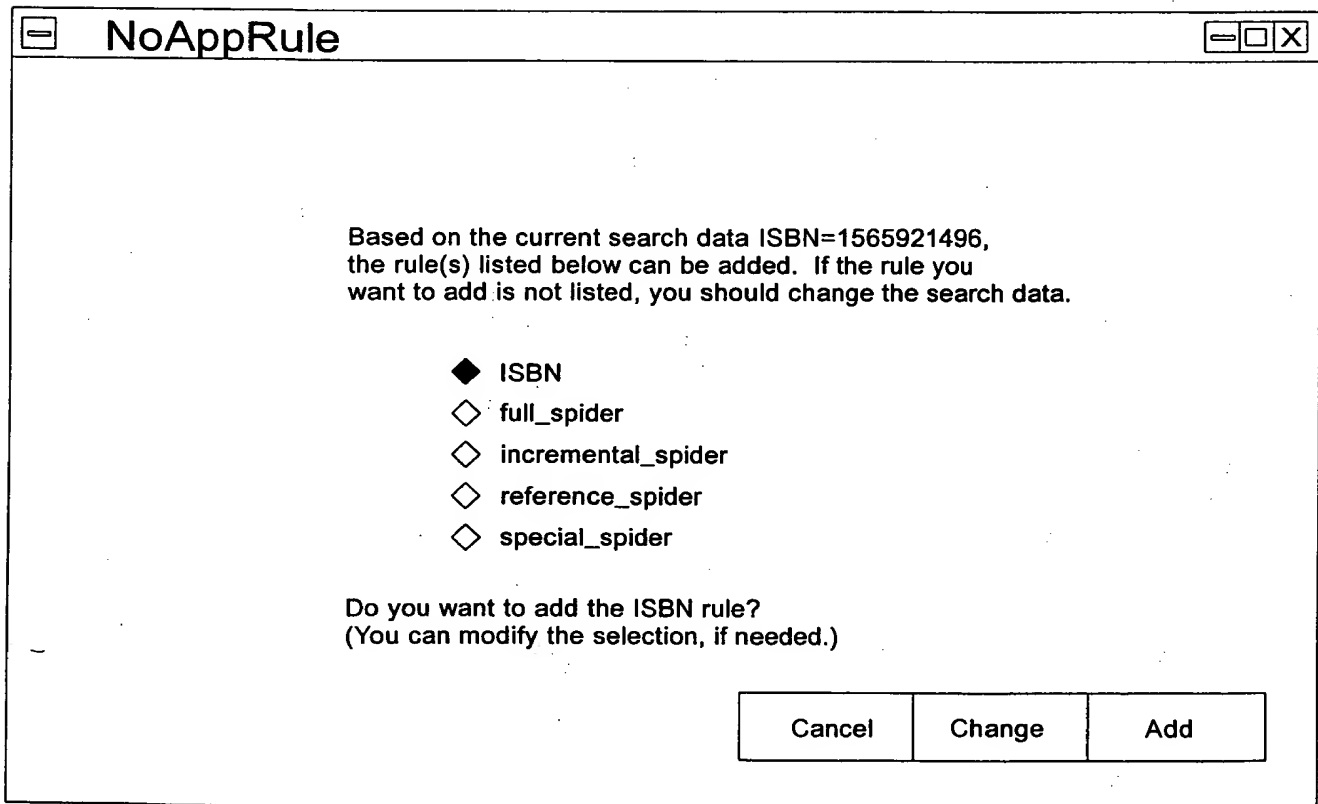 NoAppRule
Based on the current search data ISBN=1565921496,
the rule(s) listed below can be added. If the rule you
want to add is not listed, you should change the search data.
ISBN
full_spider
incremental_spider
reference_spider
special_spider
Do you want to add the ISBN rule?
(You can modify the selection, if needed.)
Cancel Change Add